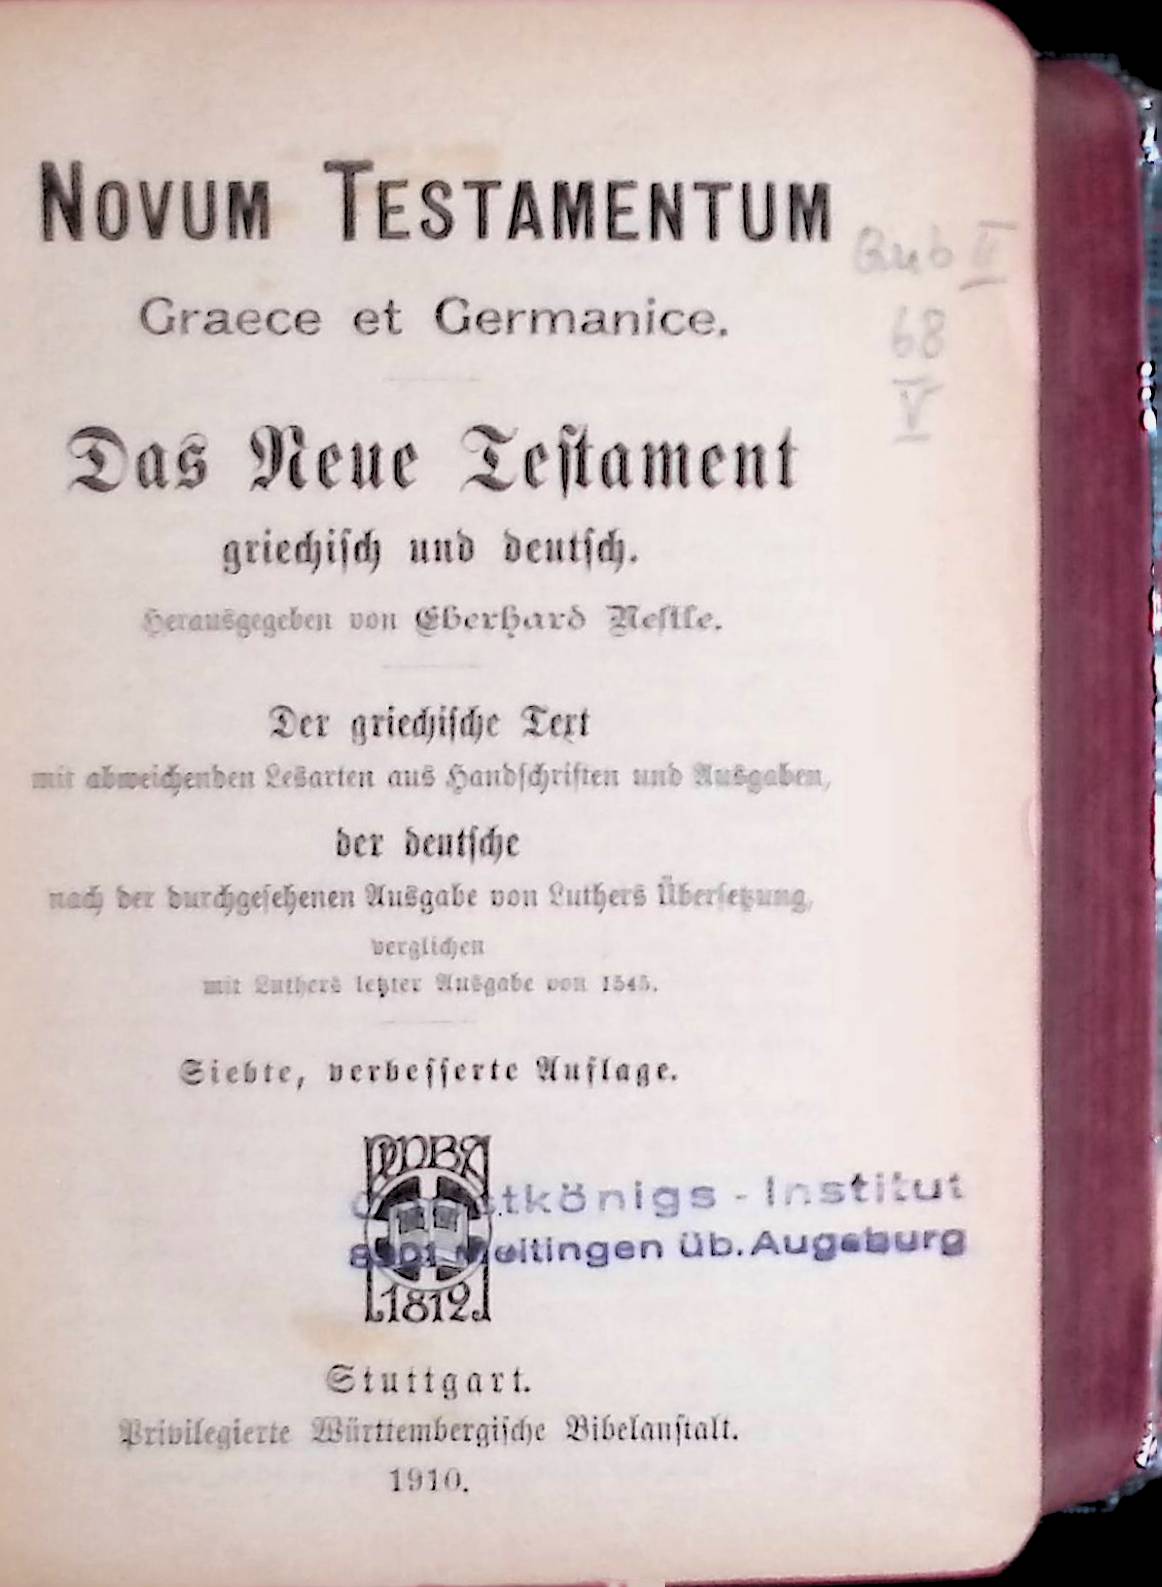 NOVUM TESTAMENTUM
Graece et Germanice.
Das Neue Teſtament
griechiſch und deutſch.
Herausgegeben von Eberhard Neſtle.
Der griechiſche Text
mit abweichenden Lesarten aus Handſchriften und Ausgaben,
der deutſche
nach der durchgeſehenen Ausgabe von Luthers Überſetzung,
verglichen
mit Luthers letzter Ausgabe von 1545.
Siebte, verbeſſerte Auflage.
1812
tkönigs - Institut
Meitingen üb. Augsburg
Stuttgart.
Privilegierte Württembergiſche Bibelanſtalt.
1910.
68
V